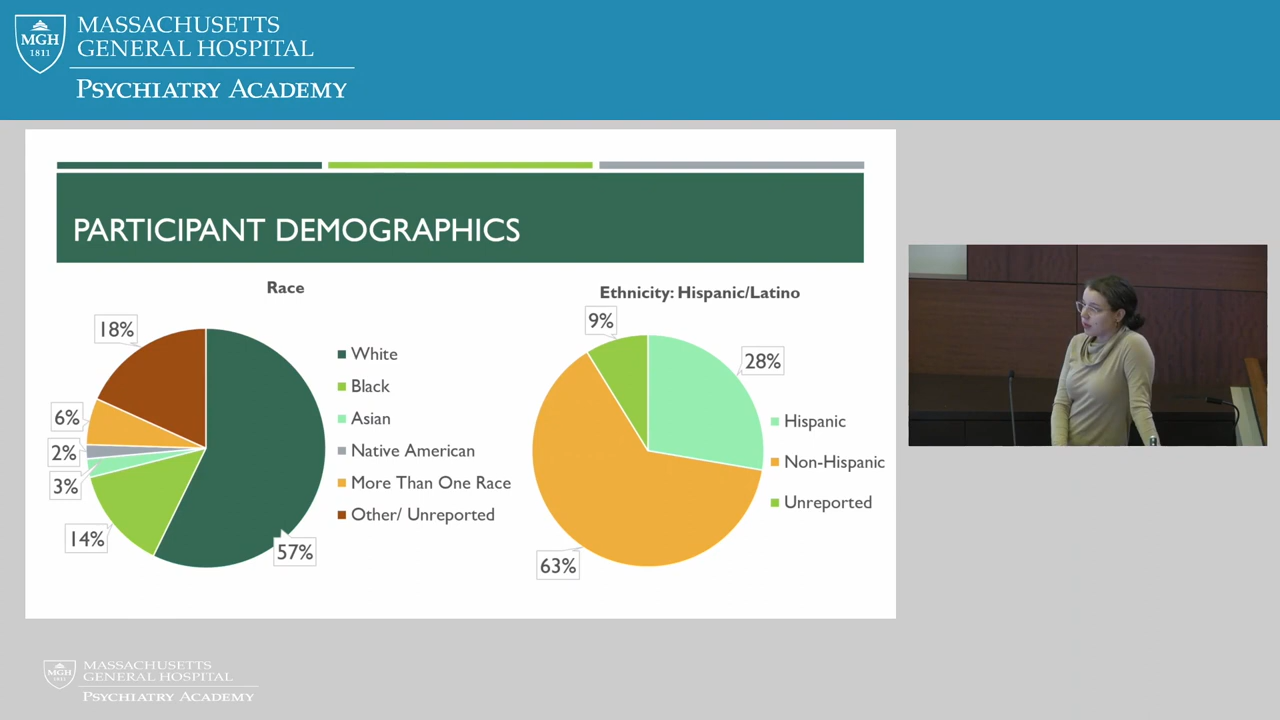 MGH
1811
MASSACHUSETTS
GENERAL HOSPITAL
PSYCHIATRY ACADEMY
PARTICIPANT DEMOGRAPHICS
Race
18%
6%
2%
3%
14%
57%
White
Black
Asian
Native American
More Than One Race
Other/ Unreported
Ethnicity: Hispanic/Latino
9%
28%
63%
Hispanic
Non-Hispanic
Unreported
MGH
1811
MASSACHUSETTS
GENERAL HOSPITAL
PSYCHIATRY ACADEMY